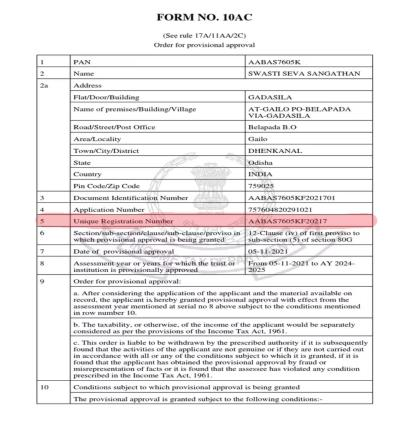 FORM NO. 10AC
(See rule 17A/11AA/2C)
Order for provisional approval
1 PAN AABAS7605K
2 Name SWASTI SEVA SANGATHAN
2a Address
Flat/Door/Building GADASILA
Name of premises/Building/Village AT-GAILO PO-BELAPADA
VIA-GADASILA
Road/Street/Post Office Belapada B.O
Area/Locality Gailo
Town/City/District DHENKANAL
State Odisha
Country INDIA
Pin Code/Zip Code 759025
3 Document Identification Number AABAS7605KF2021701
4 Application Number 757604820291021
5 Unique Registration Number AABAS7605KF20217
6 Section/sub-section/clause/sub-clause/proviso in 12-Clause (iv) of first proviso to
which provisional approval is being granted sub-section (5) of section 80G
7 Date of provisional approval 05-11-2021
8 Assessment year or years for which the trust or From 05-11-2021 to AY 2024-
institution is provisionally approved 2025
9 Order for provisional approval:
a. After considering the application of the applicant and the material available on
record, the applicant is hereby granted provisional approval with effect from the
assessment year mentioned at serial no 8 above subject to the conditions mentioned
in row number 10.
b. The taxability, or otherwise, of the income of the applicant would be separately
considered as per the provisions of the Income Tax Act, 1961.
c. This order is liable to be withdrawn by the prescribed authority if it is subsequently
found that the activities of the applicant are not genuine or if they are not carried out
in accordance with all or any of the conditions subject to which it is granted, if it is
found that the applicant has obtained the provisional approval by fraud or
misrepresentation of facts or it is found that the assessee has violated any condition
prescribed in the Income Tax Act, 1961.
10 Conditions subject to which provisional approval is being granted
The provisional approval is granted subject to the following conditions:-